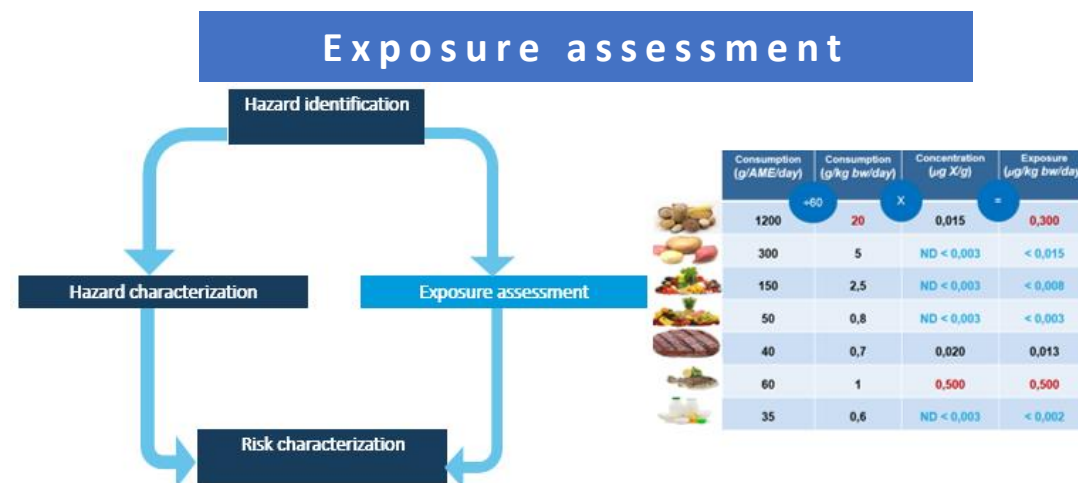 Exposure assessment
Hazard identification
Hazard characterization
Exposure assessment
Risk characterization
Consumption (g/AME/day) Consumption (g/kg bw/day) Concentration (µg X/g) Exposure (µg/kg bw/day
÷60 X =
1200 20 0,015 0,300
300 5 ND < 0,003 < 0,015
150 2,5 ND < 0,003 < 0,008
50 0,8 ND < 0,003 < 0,003
40 0,7 0,020 0,013
60 1 0,500 0,500
35 0,6 ND < 0,003 < 0,002